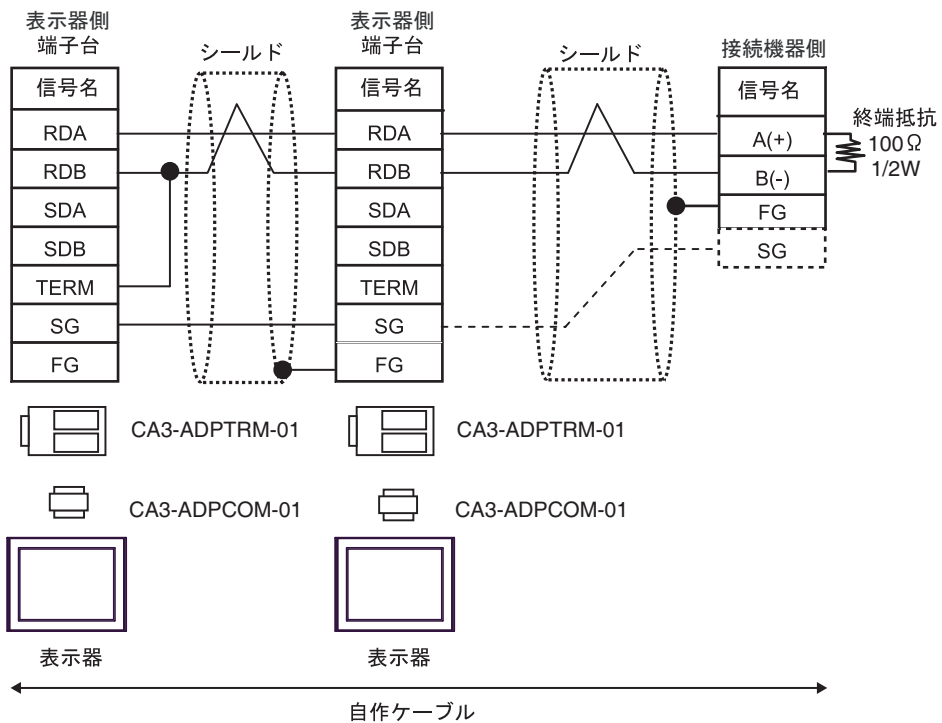 表示器側
端子台
信号名
RDA
RDB
SDA
SDB
TERM
SG
FG
シールド
表示器側
端子台
信号名
RDA
RDB
SDA
SDB
TERM
SG
FG
シールド
接続機器側
信号名
A(+)
B(-)
FG
SG
終端抵抗
100Ω
1/2W
CA3-ADPTRM-01
CA3-ADPTRM-01
CA3-ADPCOM-01
CA3-ADPCOM-01
表示器
表示器
自作ケーブル